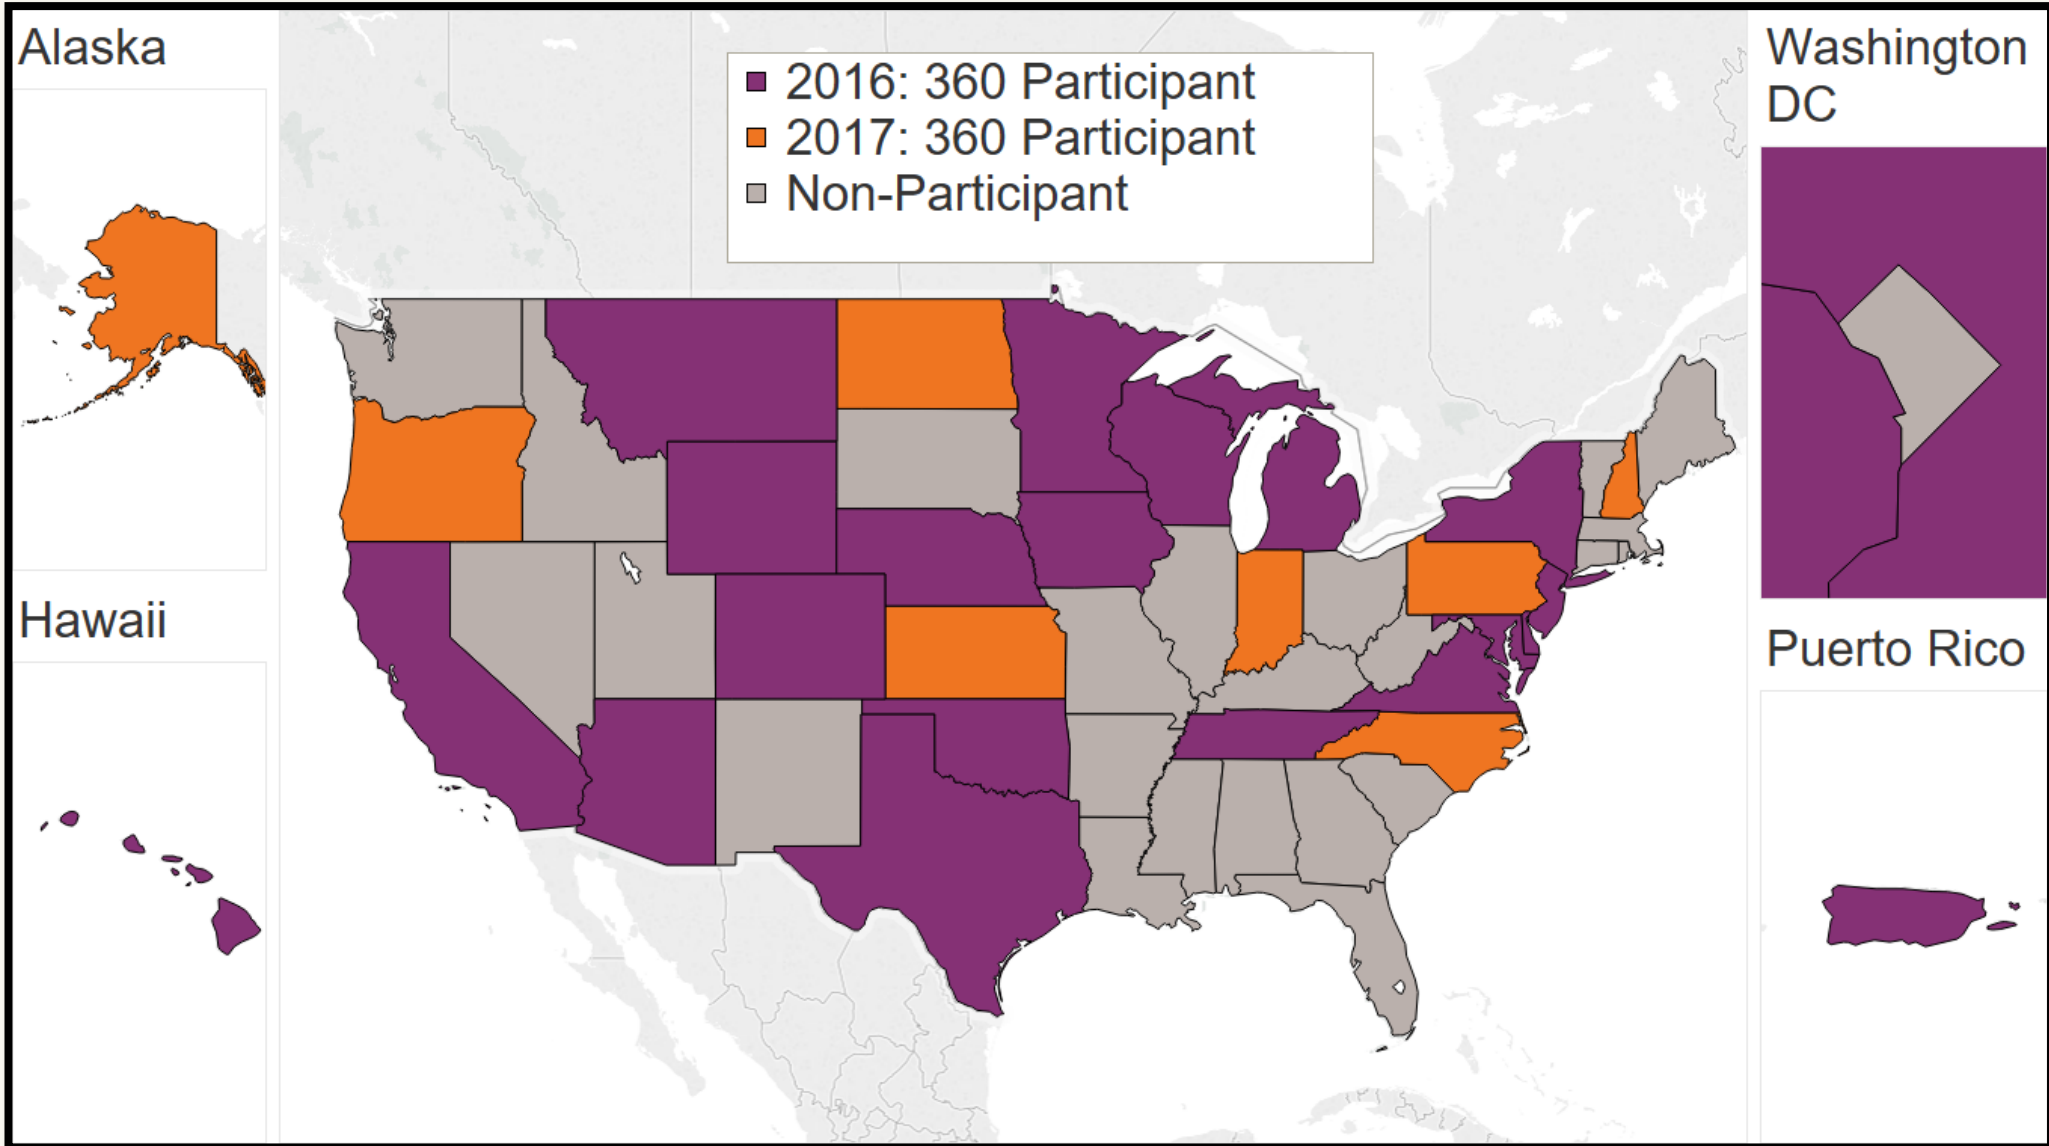 Alaska
2016: 360 Participant
2017: 360 Participant
Non-Participant
Washington
DC
Hawaii
Puerto Rico